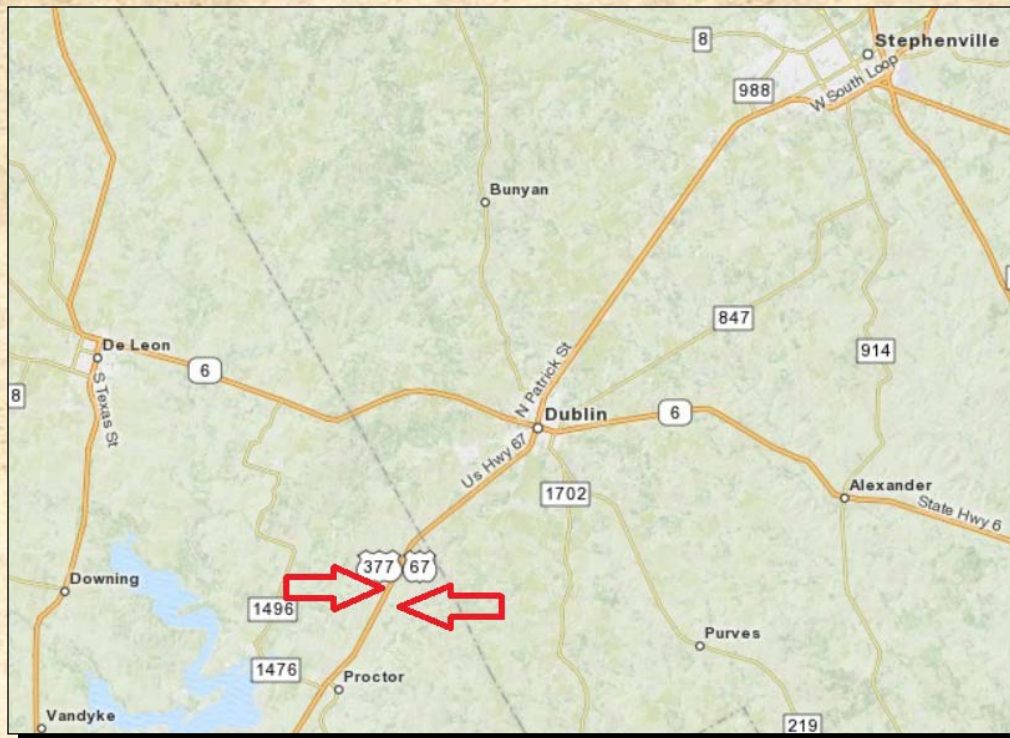 8
Stephenville
988
W South Loop
Bunyan
847
De Leon
914
6
N Patrick St
8
S Texas St
Dublin
6
Us Hwy 67
1702
Alexander
State Hwy 6
377
67
Downing
1496
Purves
1476
Proctor
Vandyke
219